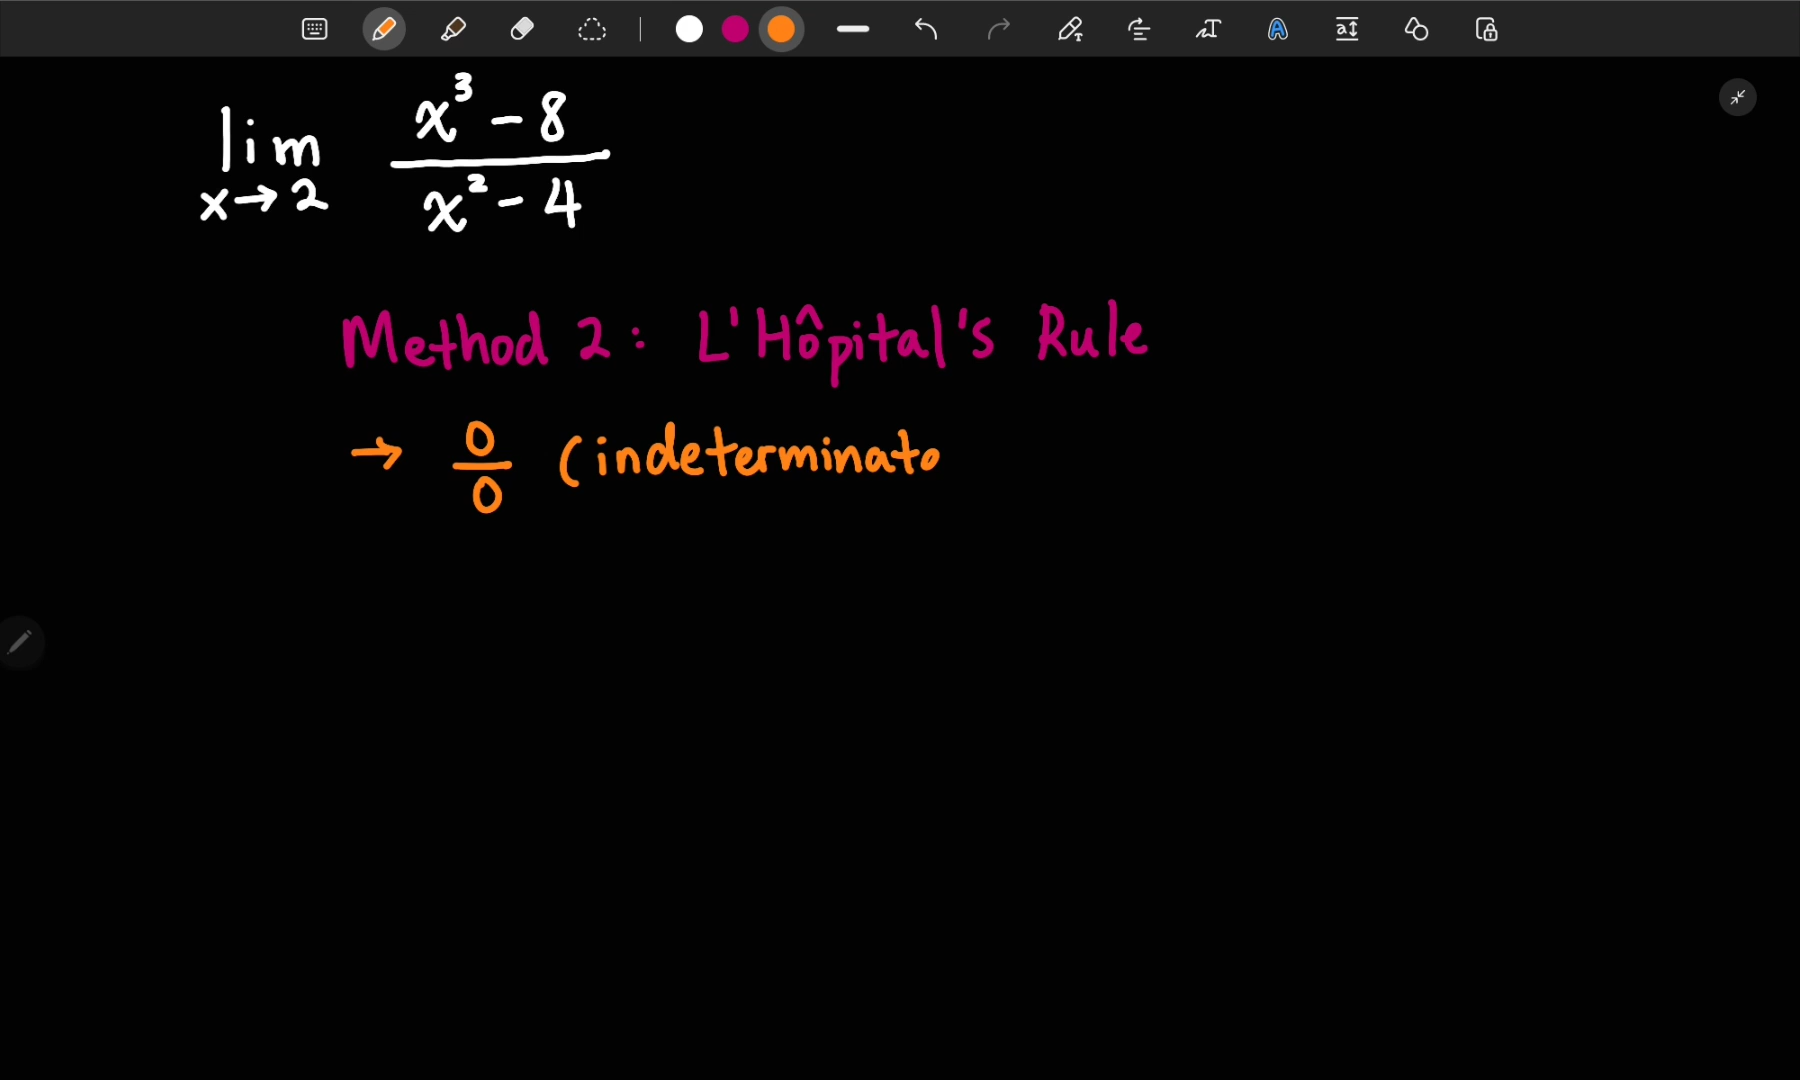 lim x→2 x³ - 8 / x² - 4
Method 2: L'Hôpital's Rule
→ 0/0 (indeterminato